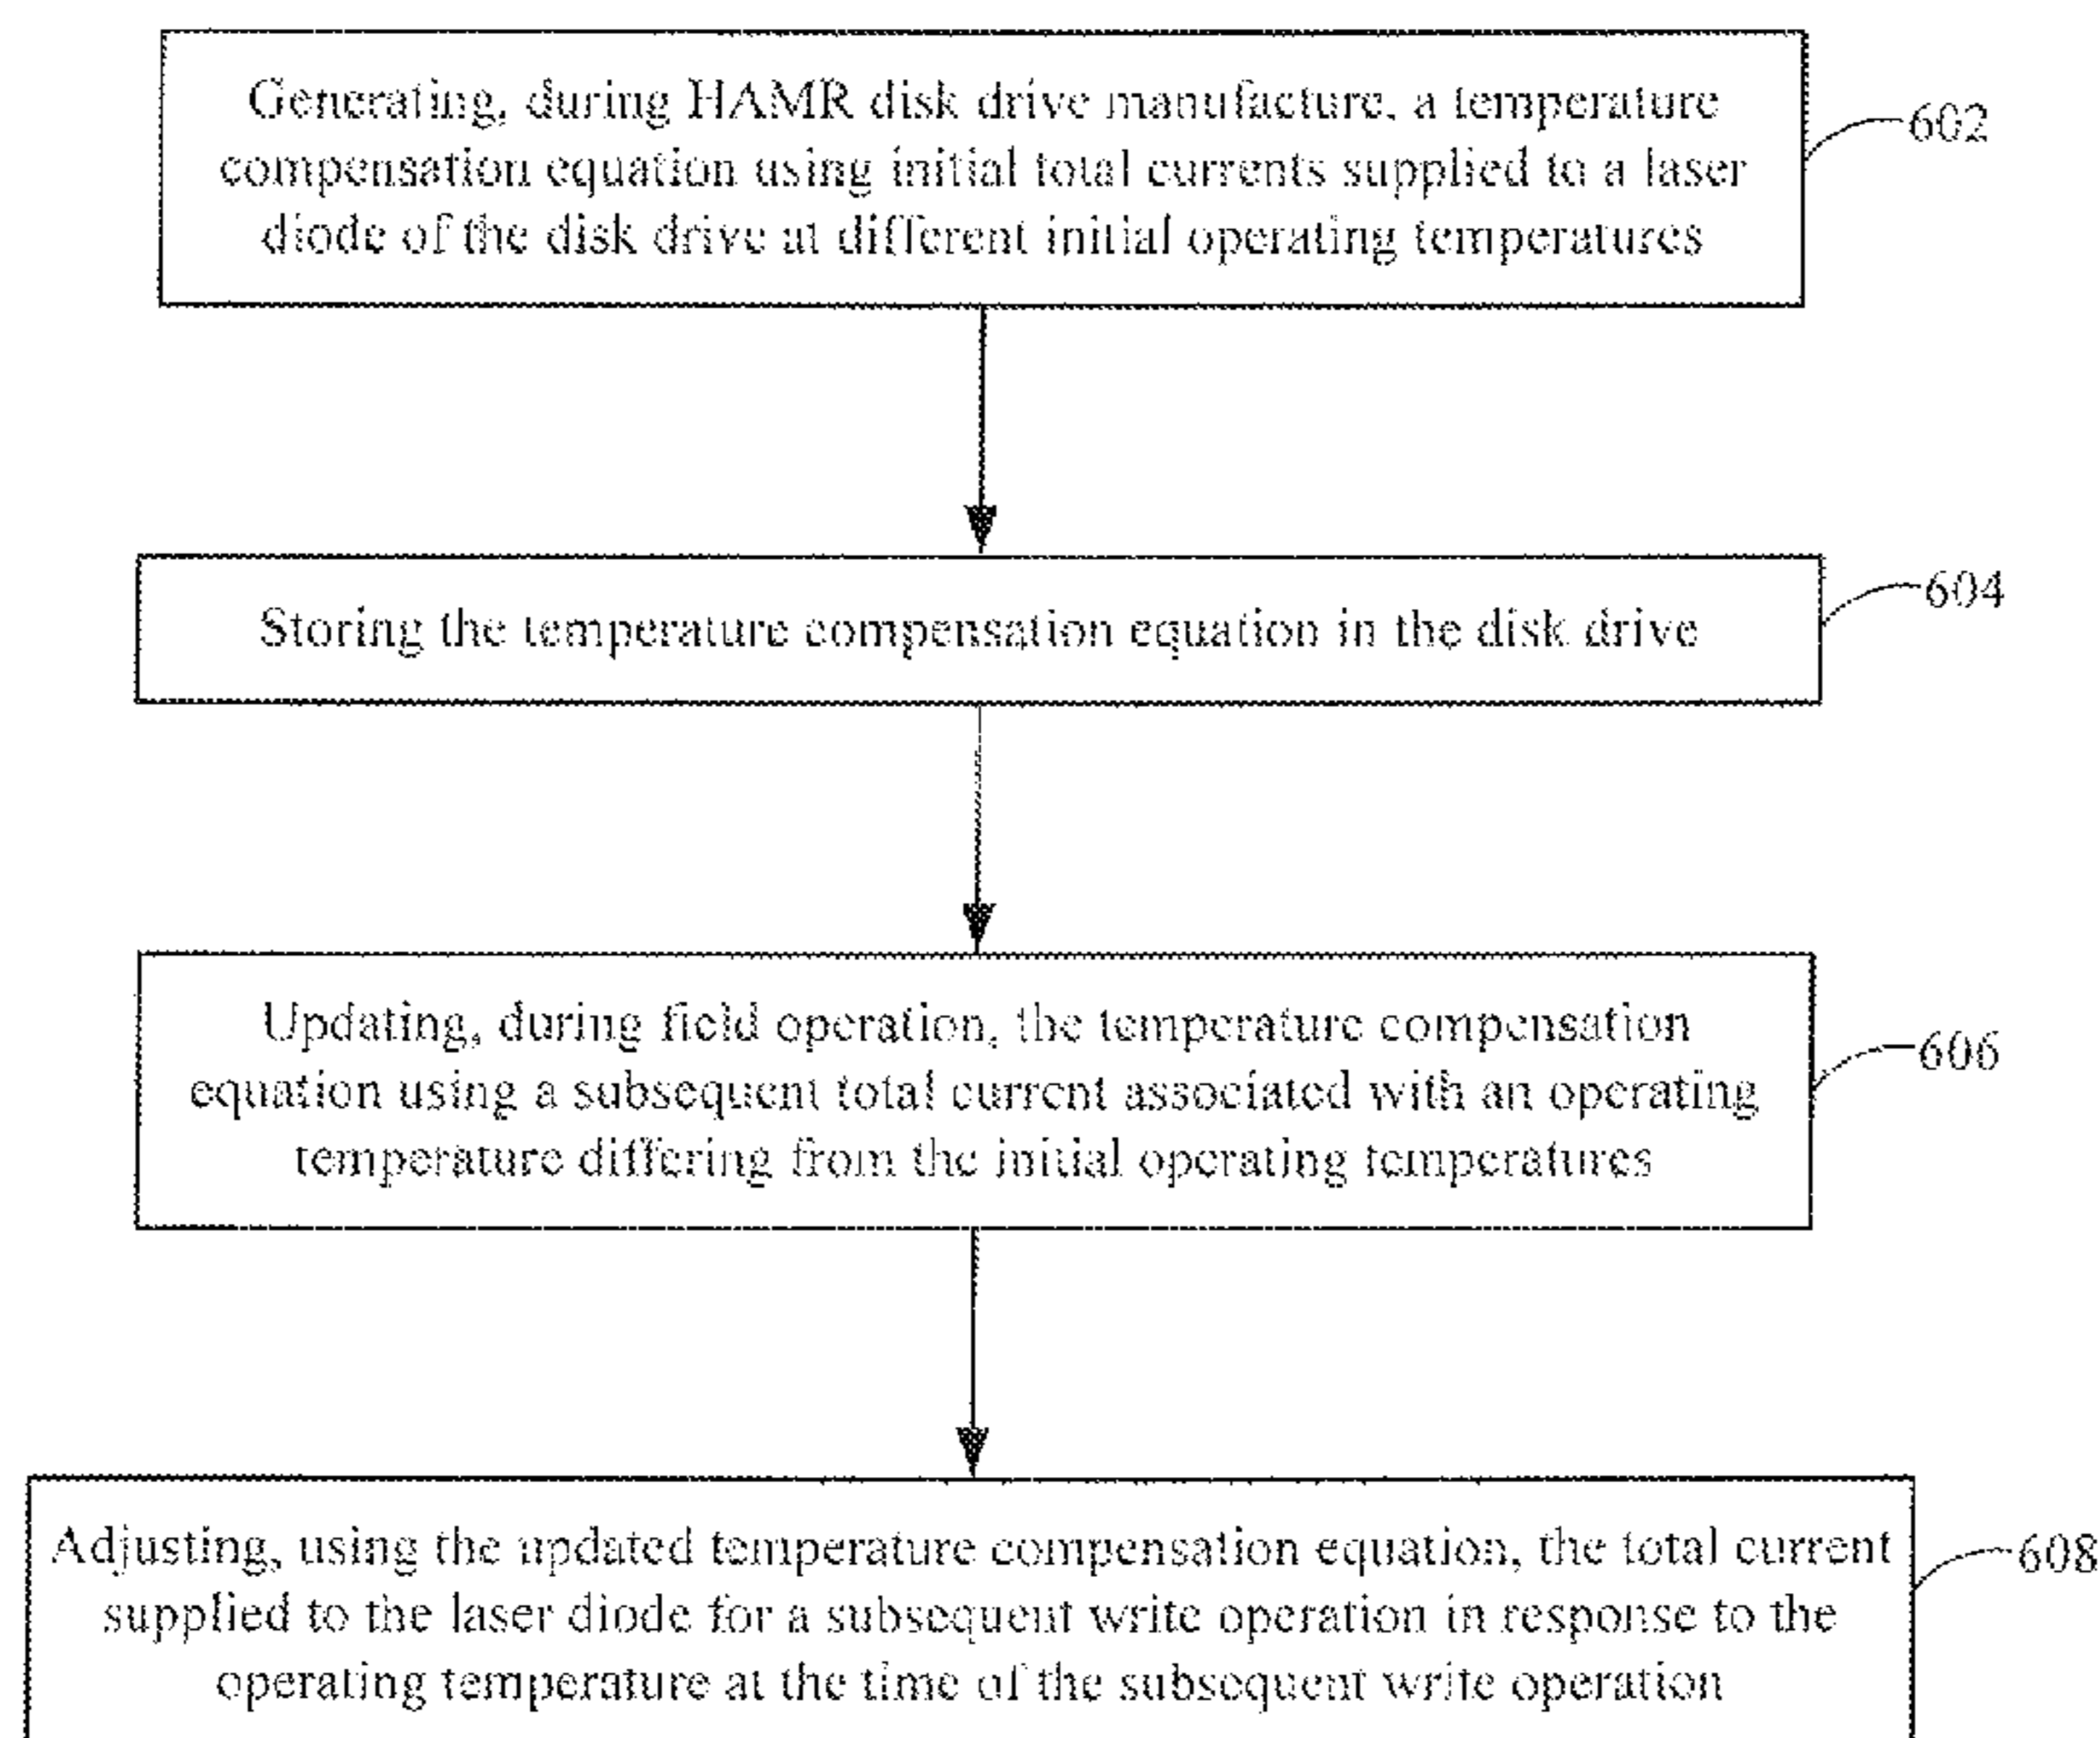 Generating, during HAMR disk drive manufacture, a temperature
compensation equation using initial total currents supplied to a laser
diode of the disk drive at different initial operating temperatures
602
Storing the temperature compensation equation in the disk drive
604
Updating, during field operation, the temperature compensation
equation using a subsequent total current associated with an operating
temperature differing from the initial operating temperatures
606
Adjusting, using the updated temperature compensation equation, the total current
supplied to the laser diode for a subsequent write operation in response to the
operating temperature at the time of the subsequent write operation
608